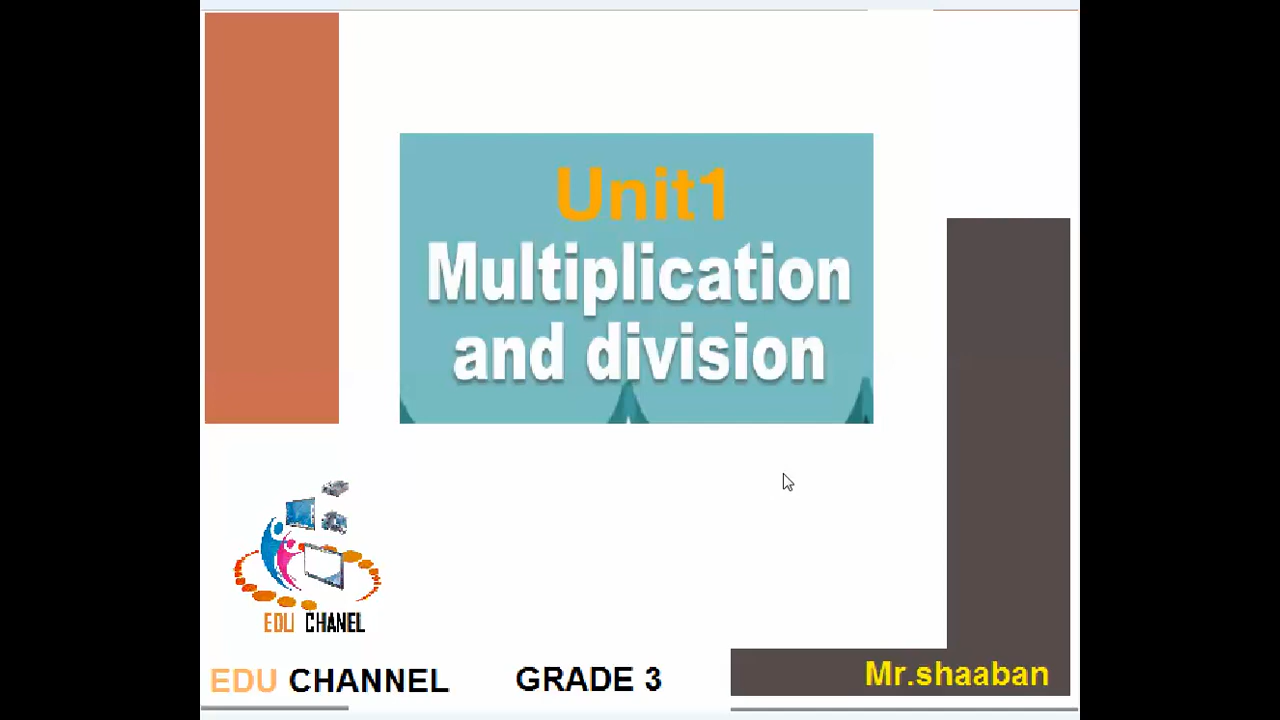 Unit1
Multiplication
and division
EDU CHANEL
EDU CHANNEL
GRADE 3
Mr.shaaban